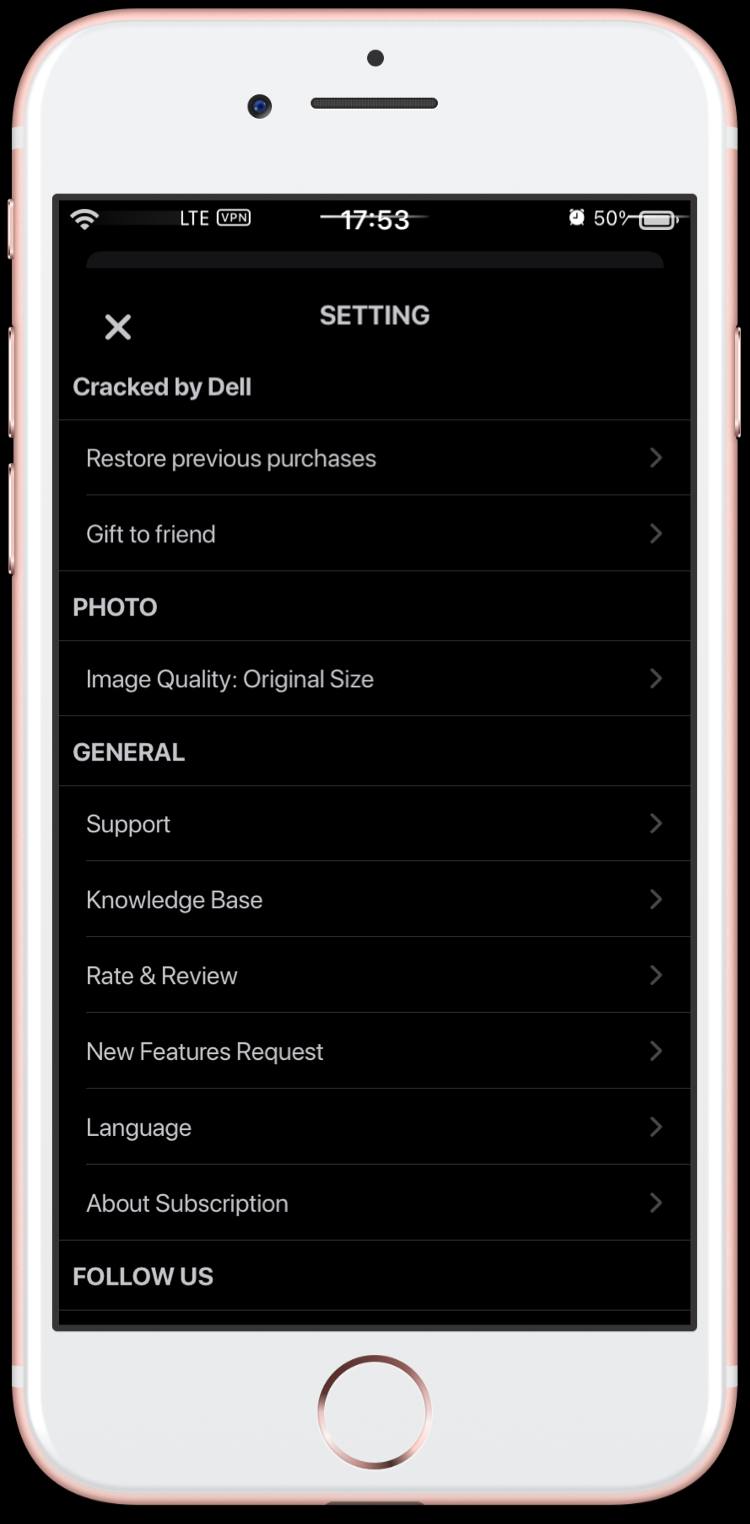 LTE VPN 17:53 50%
SETTING
Cracked by Dell
Restore previous purchases
Gift to friend
PHOTO
Image Quality: Original Size
GENERAL
Support
Knowledge Base
Rate & Review
New Features Request
Language
About Subscription
FOLLOW US